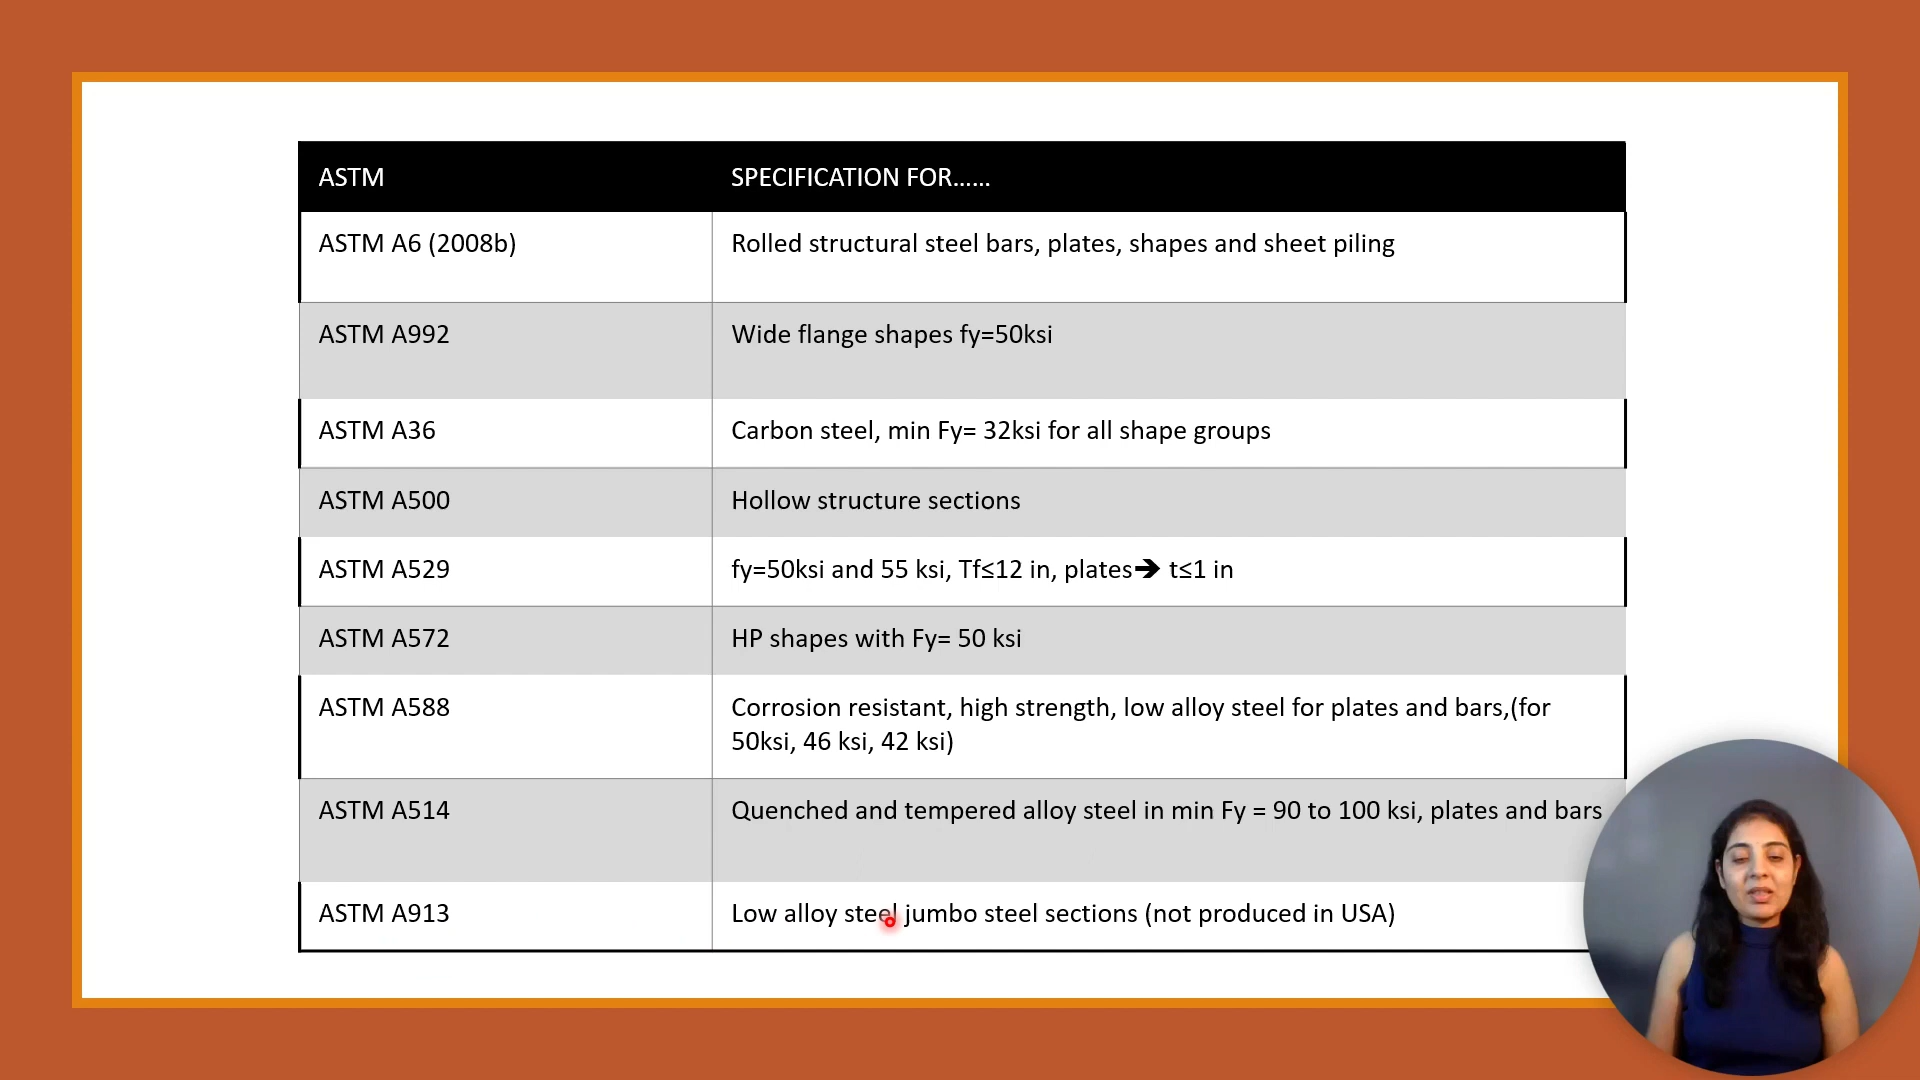 ASTM
SPECIFICATION FOR……
ASTM A6 (2008b)
Rolled structural steel bars, plates, shapes and sheet piling
ASTM A992
Wide flange shapes fy=50ksi
ASTM A36
Carbon steel, min Fy= 32ksi for all shape groups
ASTM A500
Hollow structure sections
ASTM A529
fy=50ksi and 55 ksi, Tf≤12 in, plates➔ t≤1 in
ASTM A572
HP shapes with Fy= 50 ksi
ASTM A588
Corrosion resistant, high strength, low alloy steel for plates and bars,(for
50ksi, 46 ksi, 42 ksi)
ASTM A514
Quenched and tempered alloy steel in min Fy = 90 to 100 ksi, plates and bars
ASTM A913
Low alloy steel jumbo steel sections (not produced in USA)